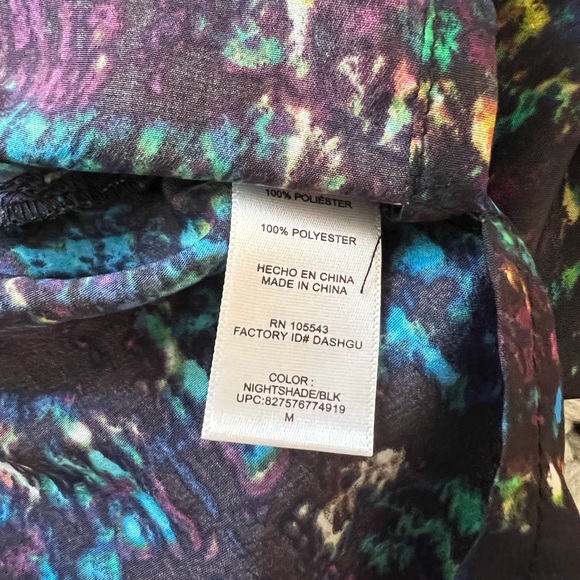 100% POLIÉSTER
100% POLYESTER
HECHO EN CHINA
MADE IN CHINA
RN 105543
FACTORY ID# DASHGU
COLOR :
NIGHTSHADE/BLK
UPC:827576774919
M